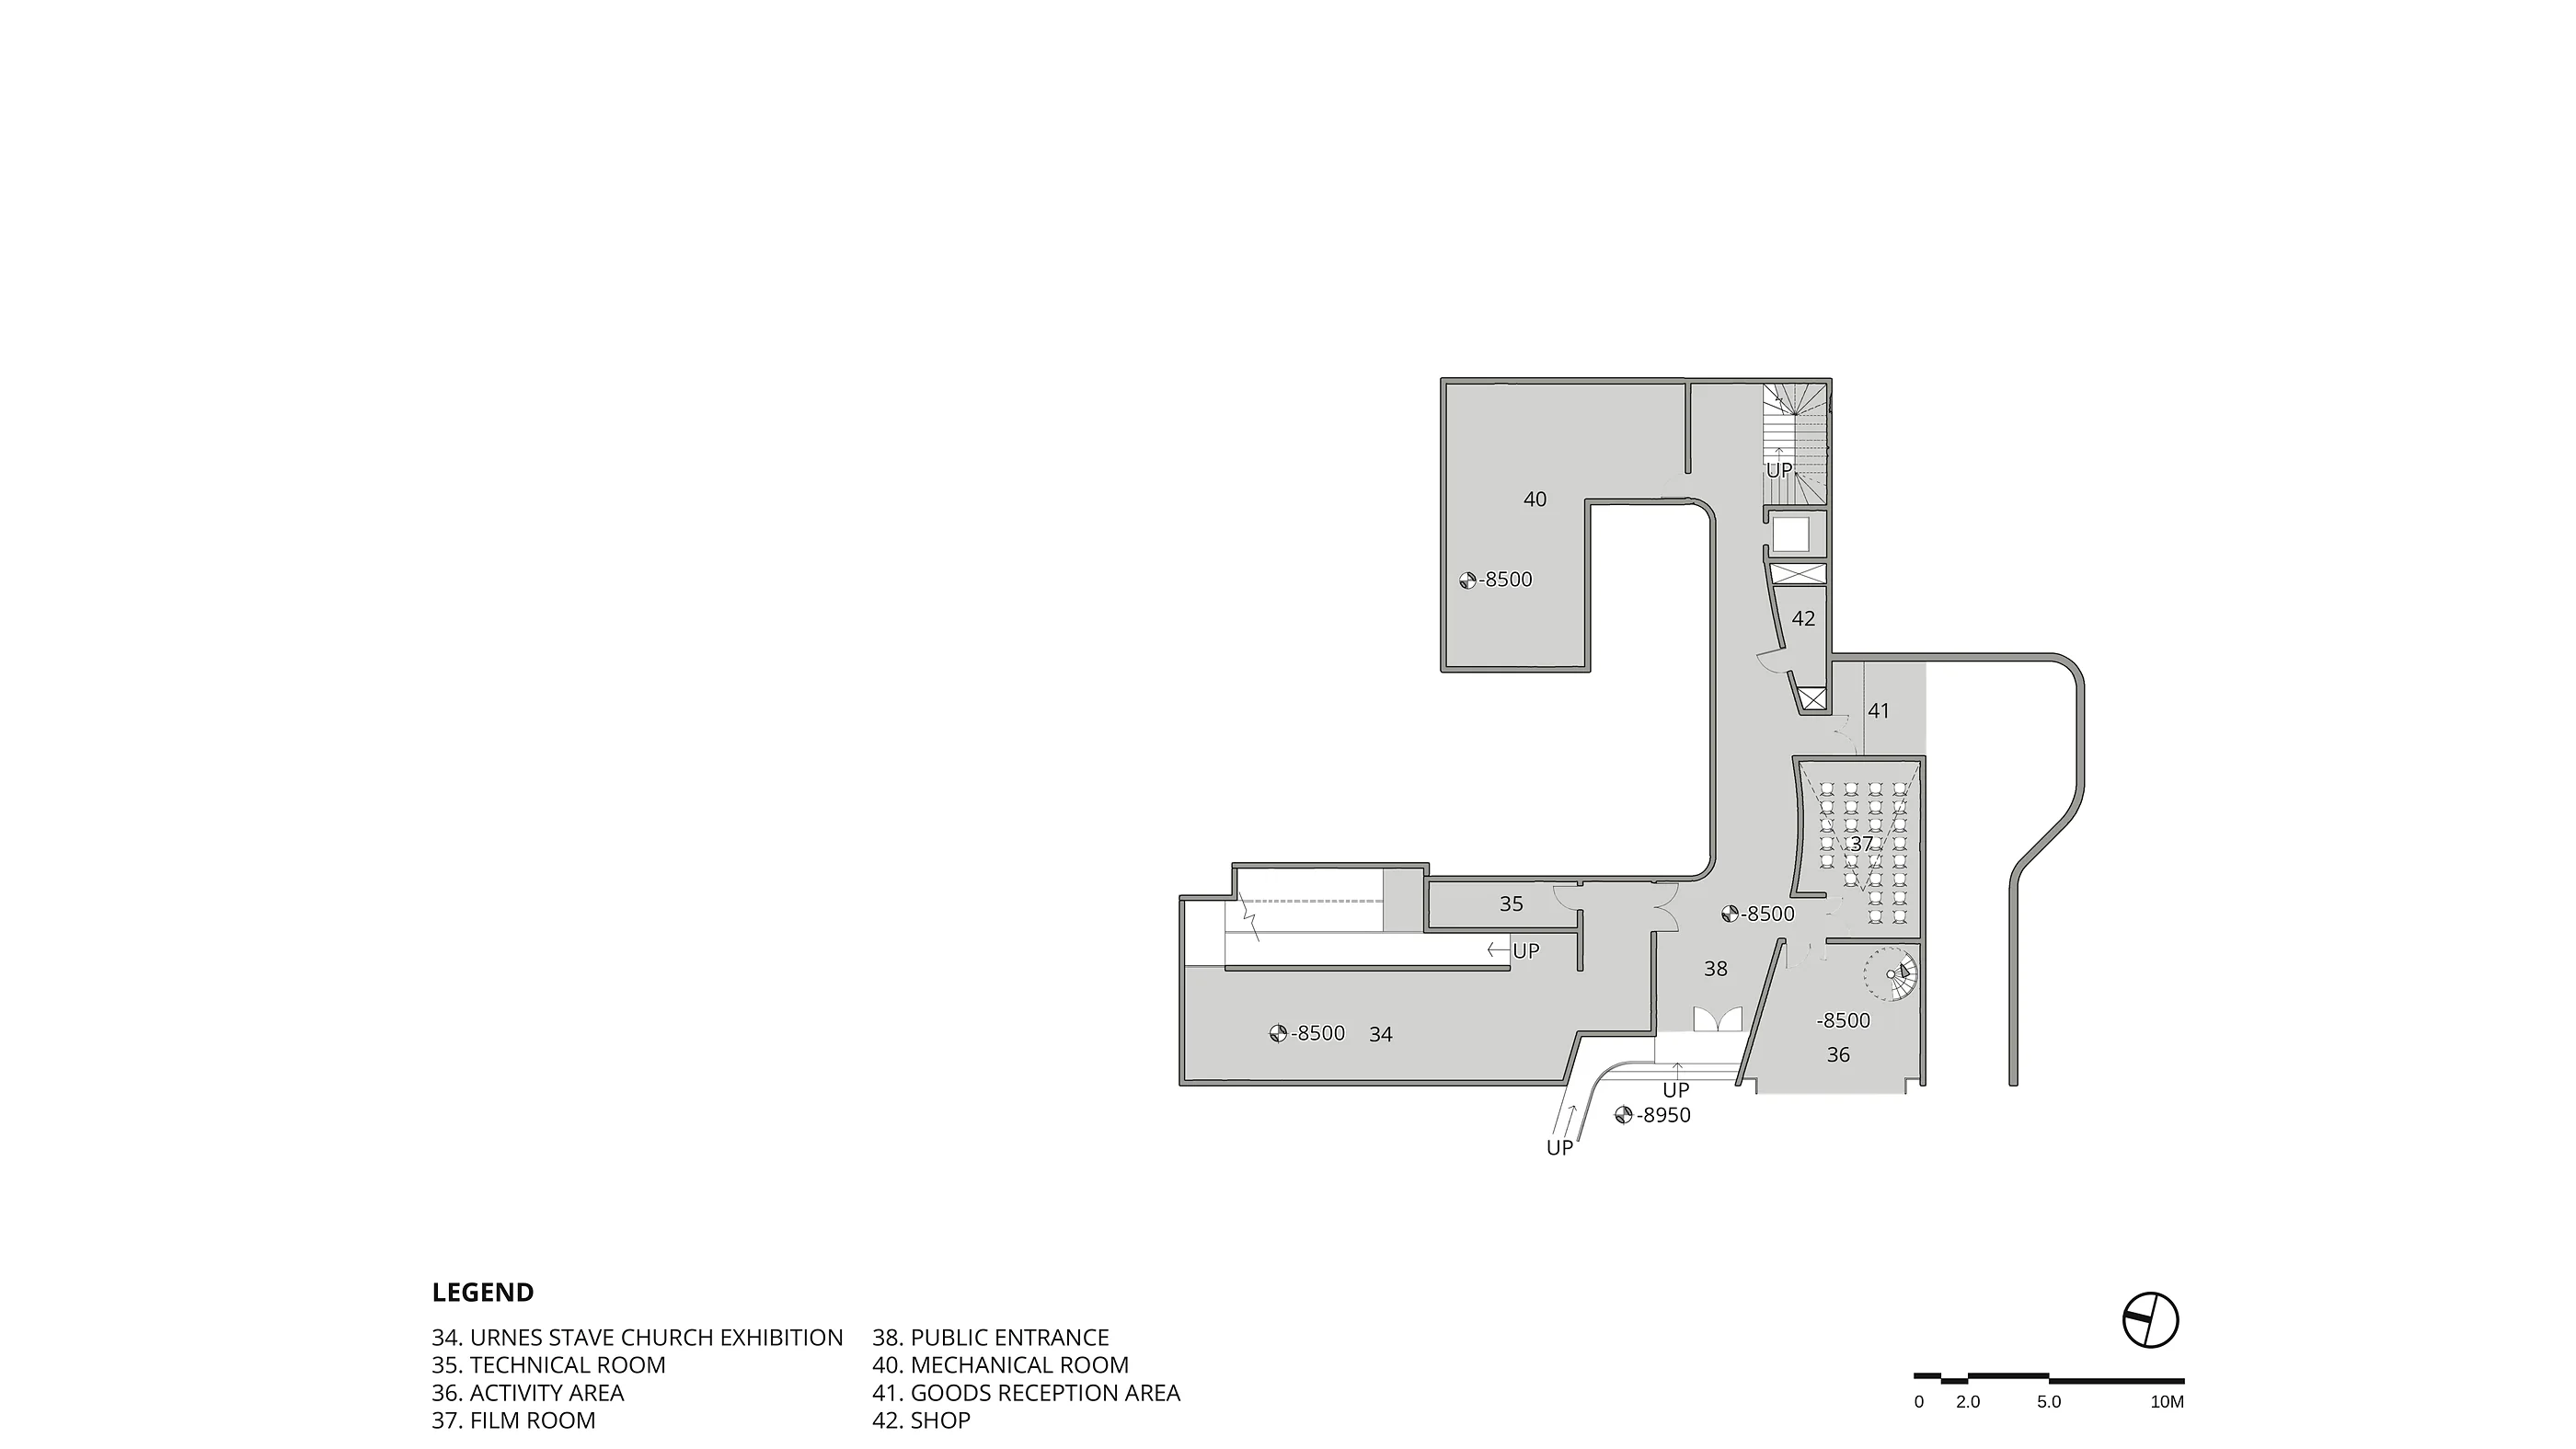 UP
40
-8500
42
41
37
35
-8500
UP
38
-8500
34
-8500
36
UP
-8950
UP
LEGEND
34. URNES STAVE CHURCH EXHIBITION
35. TECHNICAL ROOM
36. ACTIVITY AREA
37. FILM ROOM
38. PUBLIC ENTRANCE
40. MECHANICAL ROOM
41. GOODS RECEPTION AREA
42. SHOP
0 2.0 5.0 10M